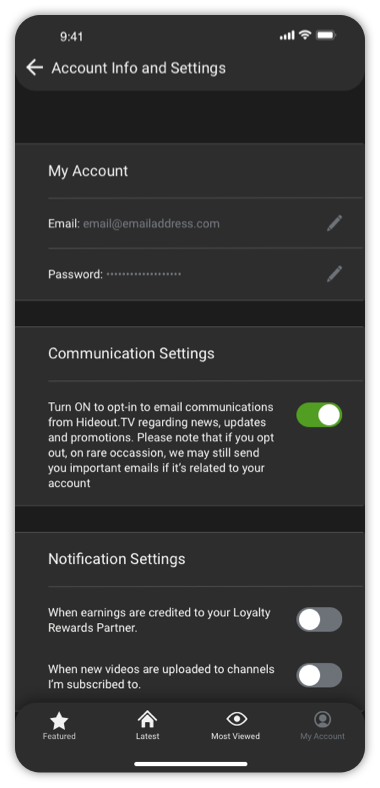 9:41
Account Info and Settings
My Account
Email: email@emailaddress.com
Password: •••••••••••••••••••
Communication Settings
Turn ON to opt-in to email communications
from Hideout.TV regarding news, updates
and promotions. Please note that if you opt
out, on rare occassion, we may still send
you important emails if it's related to your
account
Notification Settings
When earnings are credited to your Loyalty
Rewards Partner.
When new videos are uploaded to channels
I'm subscribed to.
Featured
Latest
Most Viewed
My Account